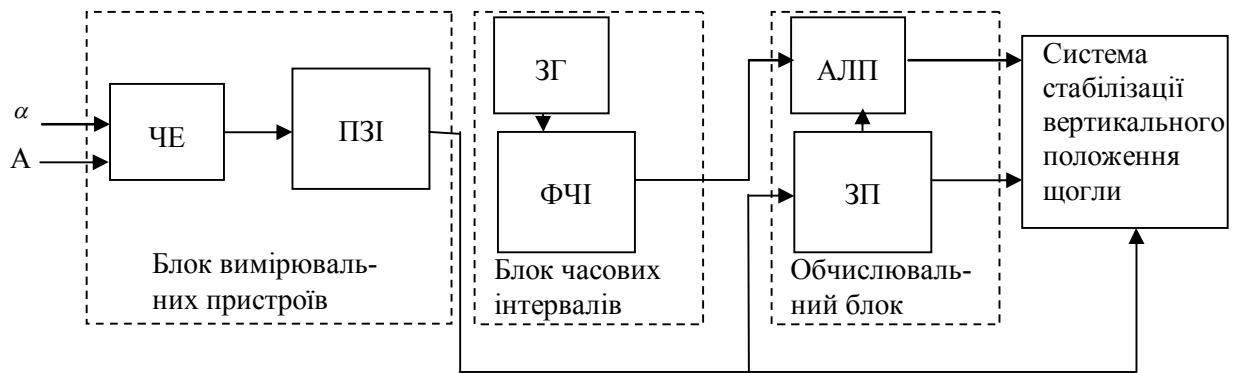 α
А
ЧЕ
ПЗІ
Блок вимірюваль-
них пристроїв
ЗГ
ФЧІ
Блок часових
інтервалів
АЛП
ЗП
Обчислюваль-
ний блок
Система
стабілізації
вертикального
положення
щогли